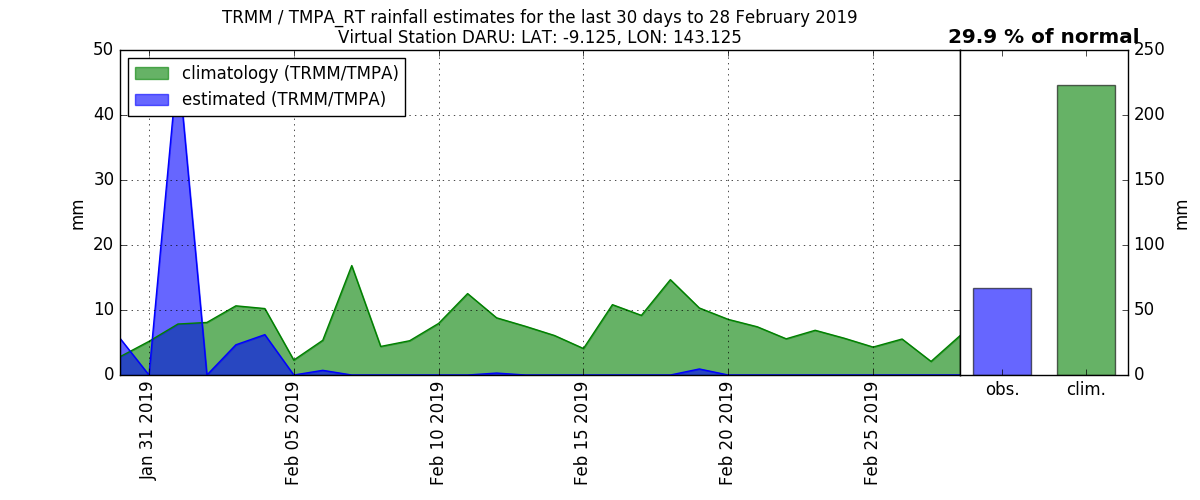 TRMM / TMPA_RT rainfall estimates for the last 30 days to 28 February 2019
Virtual Station DARU: LAT: -9.125, LON: 143.125
29.9 % of normal
climatology (TRMM/TMPA)
estimated (TRMM/TMPA)
50
40
30
20
10
0
mm
Jan 31 2019
Feb 05 2019
Feb 10 2019
Feb 15 2019
Feb 20 2019
Feb 25 2019
obs.
clim.
250
200
150
100
50
0
mm